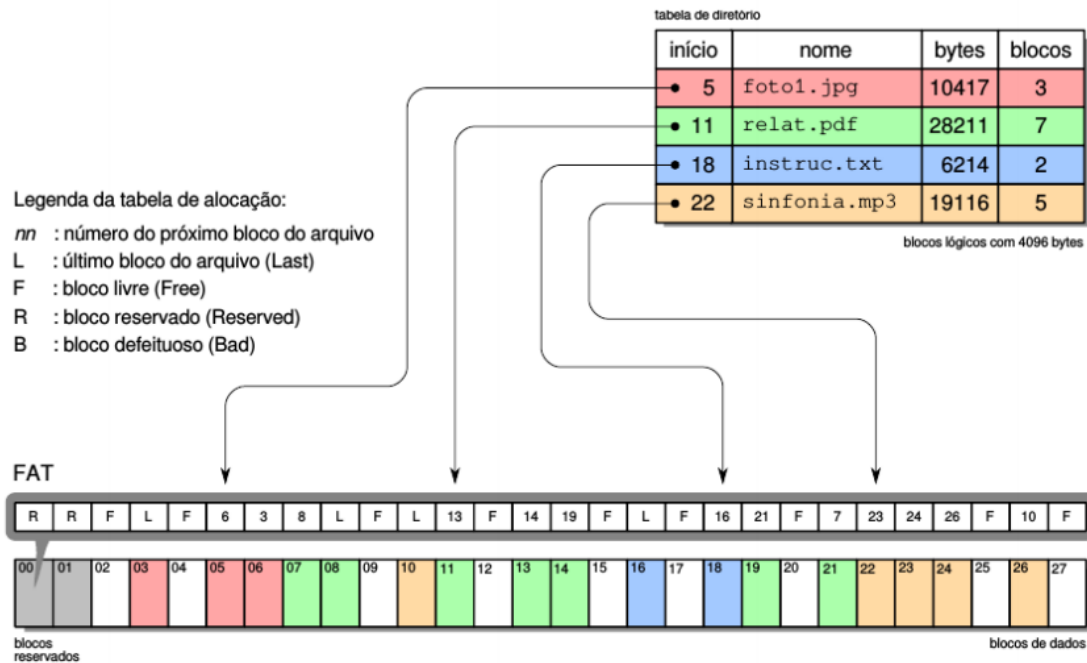 tabela de diretório
início nome bytes blocos
5 foto1.jpg 10417 3
11 relat.pdf 28211 7
18 instruc.txt 6214 2
22 sinfonia.mp3 19116 5
blocos lógicos com 4096 bytes
Legenda da tabela de alocação:
nn : número do próximo bloco do arquivo
L : último bloco do arquivo (Last)
F : bloco livre (Free)
R : bloco reservado (Reserved)
B : bloco defeituoso (Bad)
FAT
R R F L F 6 3 8 L F L 13 F 14 19 F L F 16 21 F 7 23 24 26 F 10 F
00 01 02 03 04 05 06 07 08 09 10 11 12 13 14 15 16 17 18 19 20 21 22 23 24 25 26 27
blocos
reservados
blocos de dados